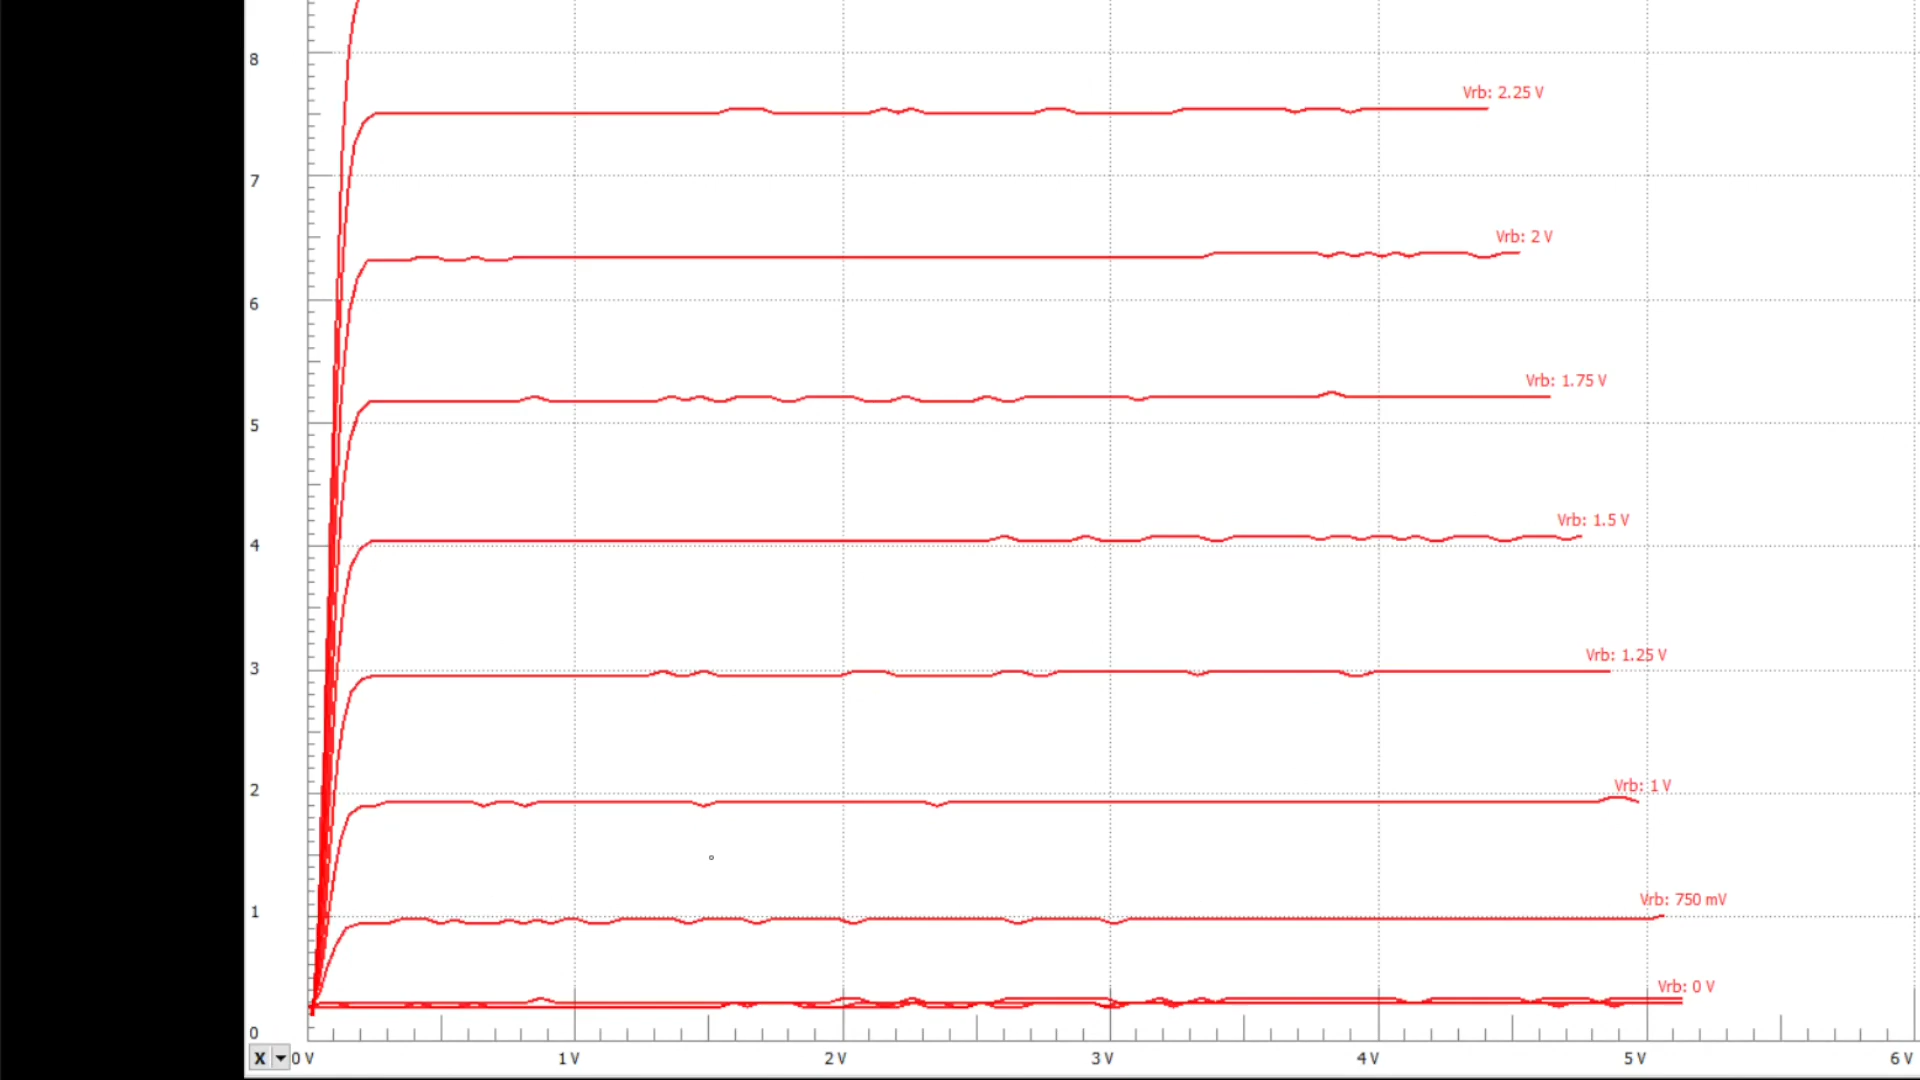 8
Vrb: 2.25 V
7
Vrb: 2 V
6
Vrb: 1.75 V
5
Vrb: 1.5 V
4
Vrb: 1.25 V
3
Vrb: 1 V
2
Vrb: 750 mV
1
Vrb: 0 V
0
X 0 V 1 V 2 V 3 V 4 V 5 V 6 V